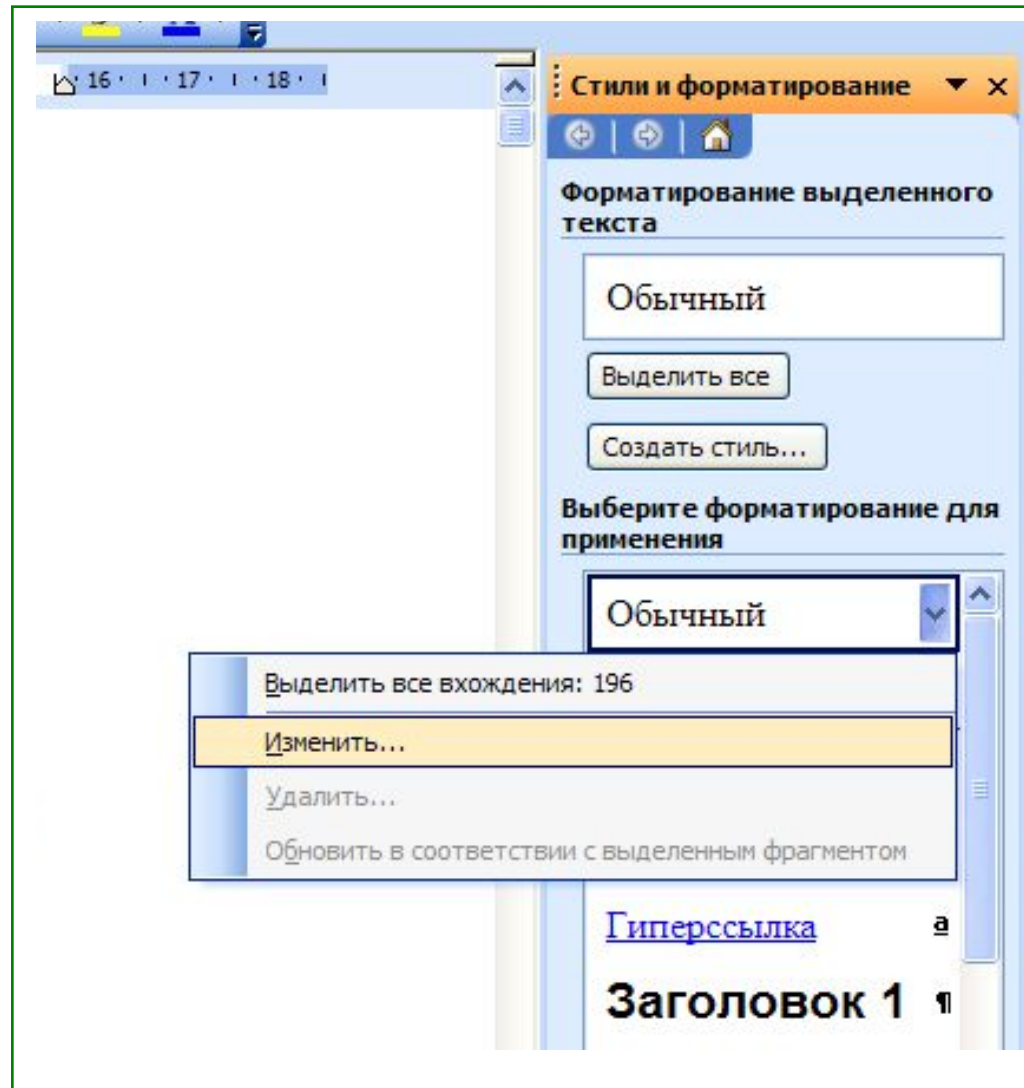 16 17 18
Стили и форматирование
Форматирование выделенного
текста
Обычный
Выделить все
Создать стиль...
Выберите форматирование для
применения
Обычный
Выделить все вхождения: 196
Изменить...
Удалить...
Обновить в соответствии с выделенным фрагментом
Гиперссылка a
Заголовок 1 ¶